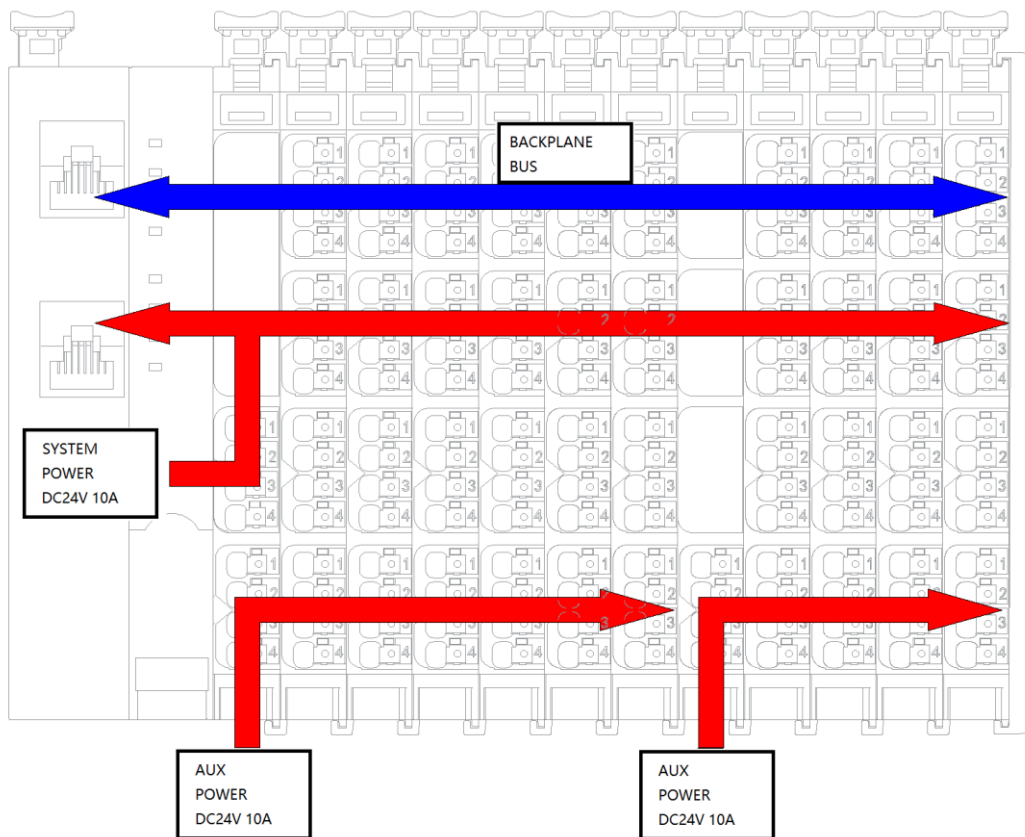 BACKPLANE
BUS
SYSTEM
POWER
DC24V 10A
AUX
POWER
DC24V 10A
AUX
POWER
DC24V 10A